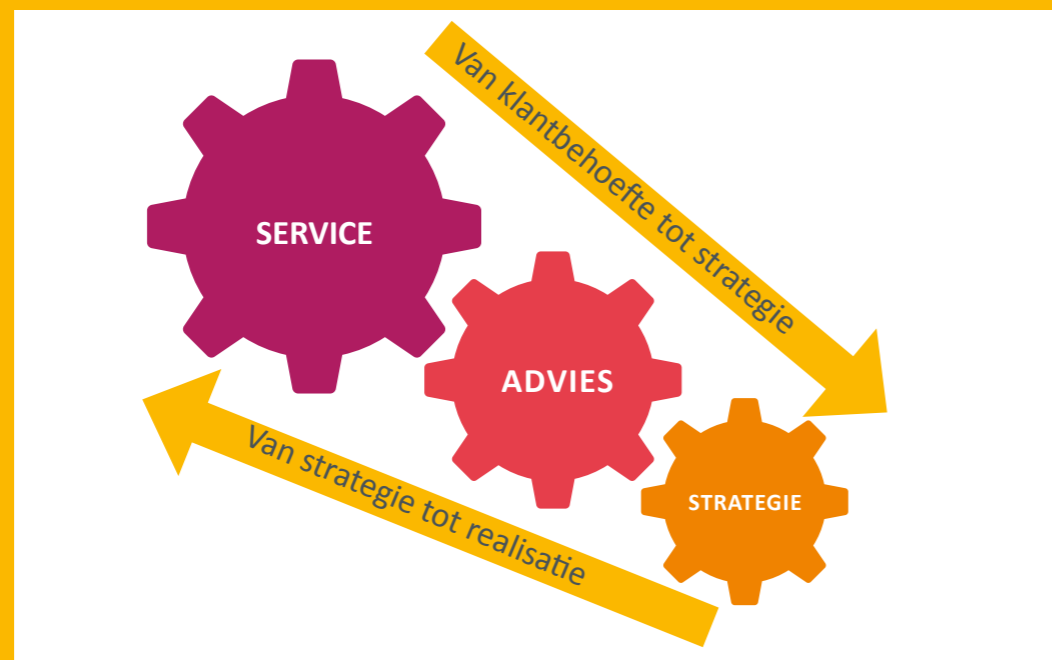 Van klantbehoefte tot strategie
SERVICE
ADVIES
STRATEGIE
Van strategie tot realisatie